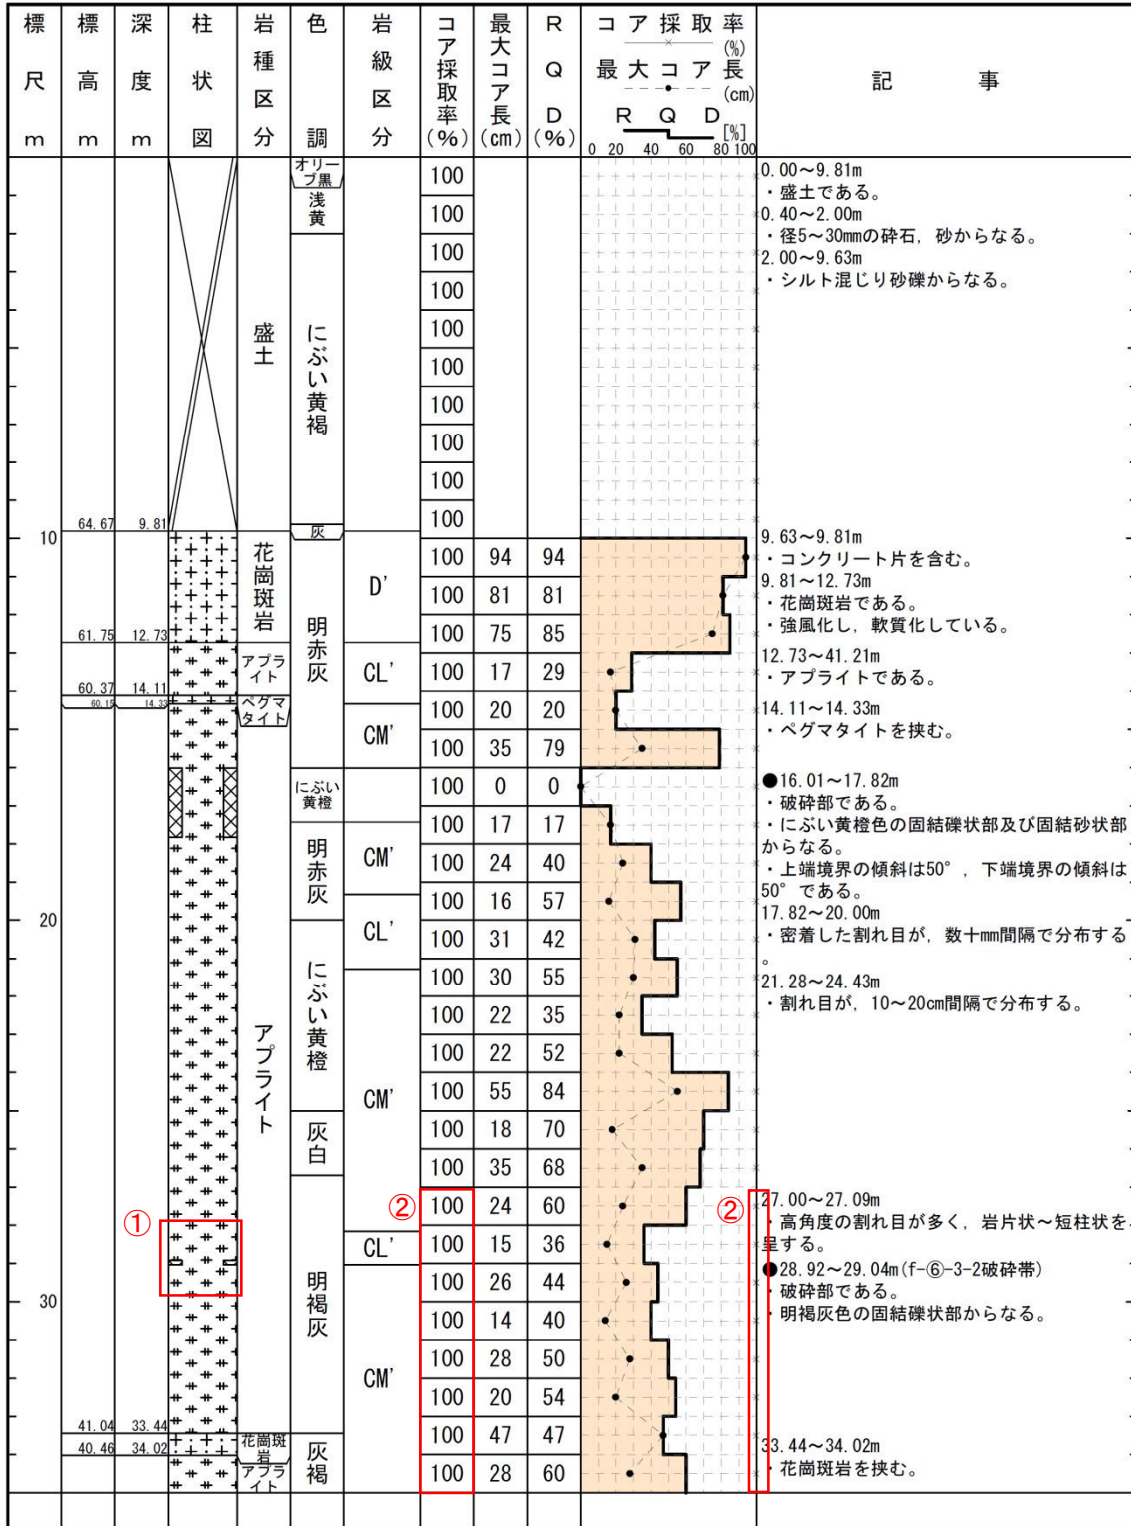 標尺m
標高m
深度m
柱状図
岩種区分
色調
岩級区分
コア採取率(%)
最大コア長(cm)
RQD(%)
コア採取率
(%)
最大コア長
(cm)
RQD
[%]
0 20 40 60 80 100
記事
オリーブ黒
浅黄
にぶい黄褐
灰
明赤灰
にぶい黄橙
明赤灰
にぶい黄橙
灰白
明褐灰
灰褐
盛土
花崗斑岩
アプライト
ペグマタイト
アプライト
花崗斑岩
アプライト
D'
CL'
CM'
CM'
CL'
CM'
CL'
CM'
10
20
30
64.67 9.81
61.75 12.73
60.37 14.11
60.15 14.33
41.04 33.44
40.46 34.02
①
②
②
100
100
100
100
100
100
100
100
100
100
100 94 94
100 81 81
100 75 85
100 17 29
100 20 20
100 35 79
100 0 0
100 17 17
100 24 40
100 16 57
100 31 42
100 30 55
100 22 35
100 22 52
100 55 84
100 18 70
100 35 68
100 24 60
100 15 36
100 26 44
100 14 40
100 28 50
100 20 54
100 47 47
100 28 60
0.00～9.81m
・盛土である。
0.40～2.00m
・径5～30mmの砕石，砂からなる。
2.00～9.63m
・シルト混じり砂礫からなる。
9.63～9.81m
・コンクリート片を含む。
9.81～12.73m
・花崗斑岩である。
・強風化し，軟質化している。
12.73～41.21m
・アプライトである。
14.11～14.33m
・ペグマタイトを挟む。
●16.01～17.82m
・破砕部である。
・にぶい黄橙色の固結礫状部及び固結砂状部
からなる。
・上端境界の傾斜は50°，下端境界の傾斜は
50°である。
17.82～20.00m
・密着した割れ目が，数十mm間隔で分布する
。
21.28～24.43m
・割れ目が，10～20cm間隔で分布する。
27.00～27.09m
・高角度の割れ目が多く，岩片状～短柱状を
呈する。
●28.92～29.04m(f-⑥-3-2破砕帯)
・破砕部である。
・明褐灰色の固結礫状部からなる。
33.44～34.02m
・花崗斑岩を挟む。